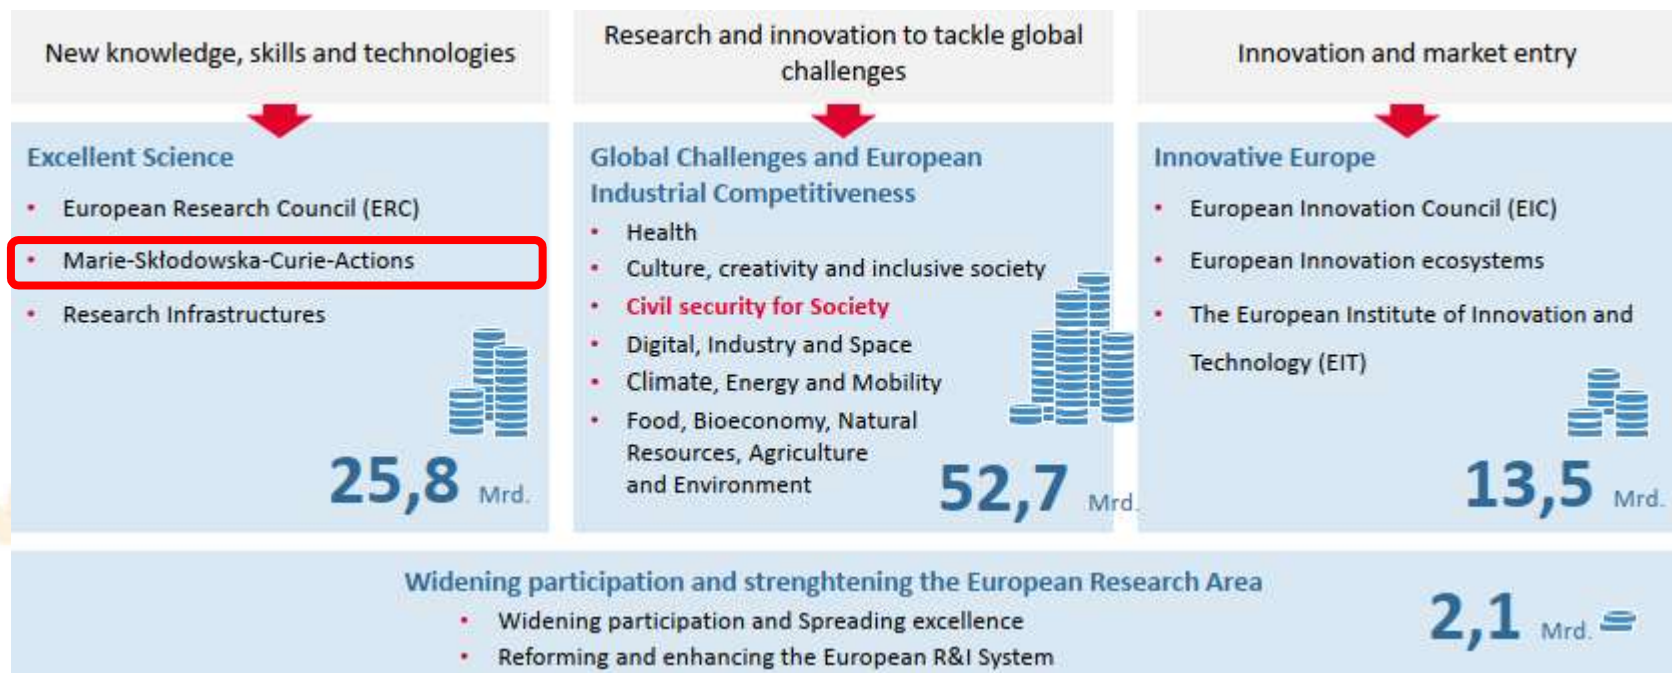 New knowledge, skills and technologies
Research and innovation to tackle global
challenges
Innovation and market entry
Excellent Science
• European Research Council (ERC)
• Marie-Skłodowska-Curie-Actions
• Research Infrastructures
25,8 Mrd.
Global Challenges and European
Industrial Competitiveness
• Health
• Culture, creativity and inclusive society
• Civil security for Society
• Digital, Industry and Space
• Climate, Energy and Mobility
• Food, Bioeconomy, Natural
Resources, Agriculture
and Environment
52,7 Mrd.
Innovative Europe
• European Innovation Council (EIC)
• European Innovation ecosystems
• The European Institute of Innovation and
Technology (EIT)
13,5 Mrd.
Widening participation and strenghtening the European Research Area
• Widening participation and Spreading excellence
• Reforming and enhancing the European R&I System
2,1 Mrd.